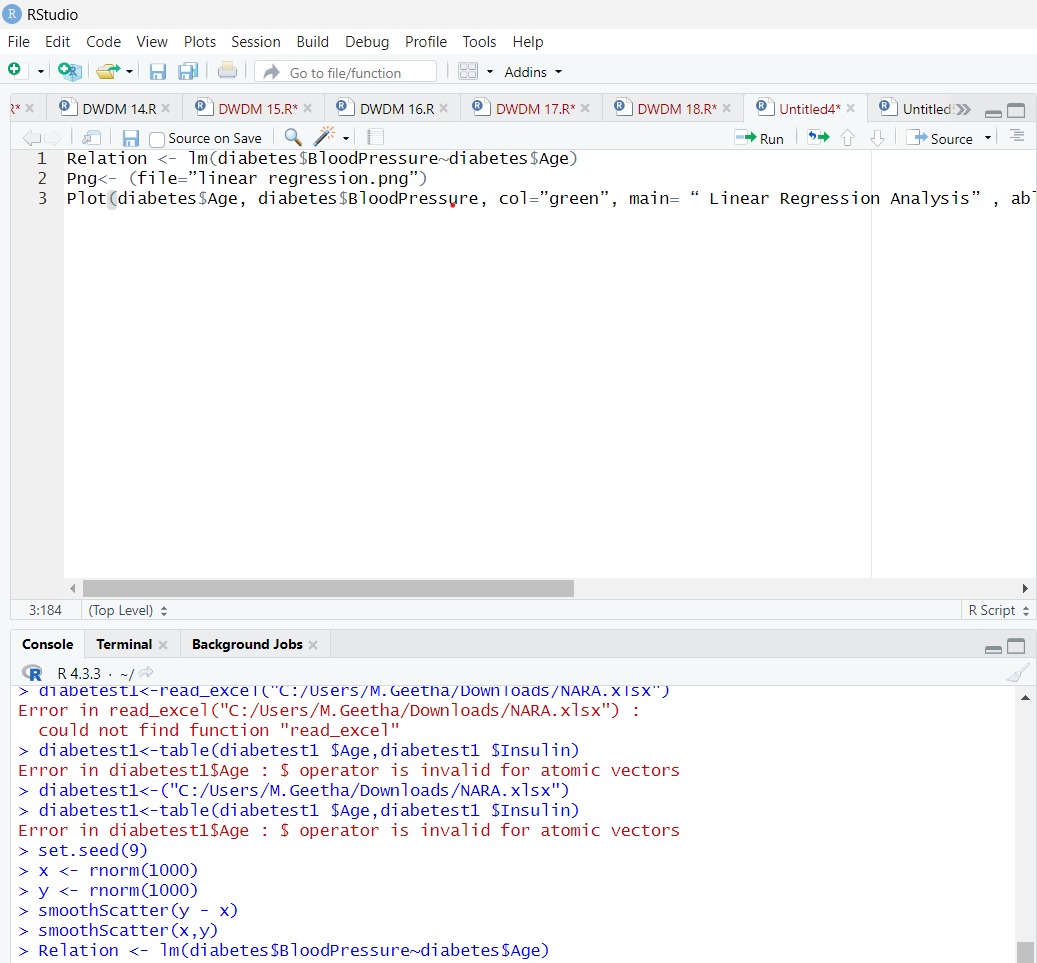 RStudio
File Edit Code View Plots Session Build Debug Profile Tools Help
Go to file/function Addins
R* DWDM 14.R DWDM 15.R* DWDM 16.R DWDM 17.R* DWDM 18.R* Untitled4* Untitled
Source on Save Run Source
1 Relation <- lm(diabetes$BloodPressure~diabetes$Age)
2 Png<- (file=”linear regression.png”)
3 Plot(diabetes$Age, diabetes$BloodPressure, col=”green”, main= “ Linear Regression Analysis” , abl
3:184 (Top Level) R Script
Console Terminal Background Jobs
R 4.3.3 · ~/
> diabetest1<-read_excel("C:/Users/M.Geetha/Downloads/NARA.xlsx")
Error in read_excel("C:/Users/M.Geetha/Downloads/NARA.xlsx") :
could not find function "read_excel"
> diabetest1<-table(diabetest1 $Age,diabetest1 $Insulin)
Error in diabetest1$Age : $ operator is invalid for atomic vectors
> diabetest1<-("C:/Users/M.Geetha/Downloads/NARA.xlsx")
> diabetest1<-table(diabetest1 $Age,diabetest1 $Insulin)
Error in diabetest1$Age : $ operator is invalid for atomic vectors
> set.seed(9)
> x <- rnorm(1000)
> y <- rnorm(1000)
> smoothScatter(y ~ x)
> smoothScatter(x,y)
> Relation <- lm(diabetes$BloodPressure~diabetes$Age)